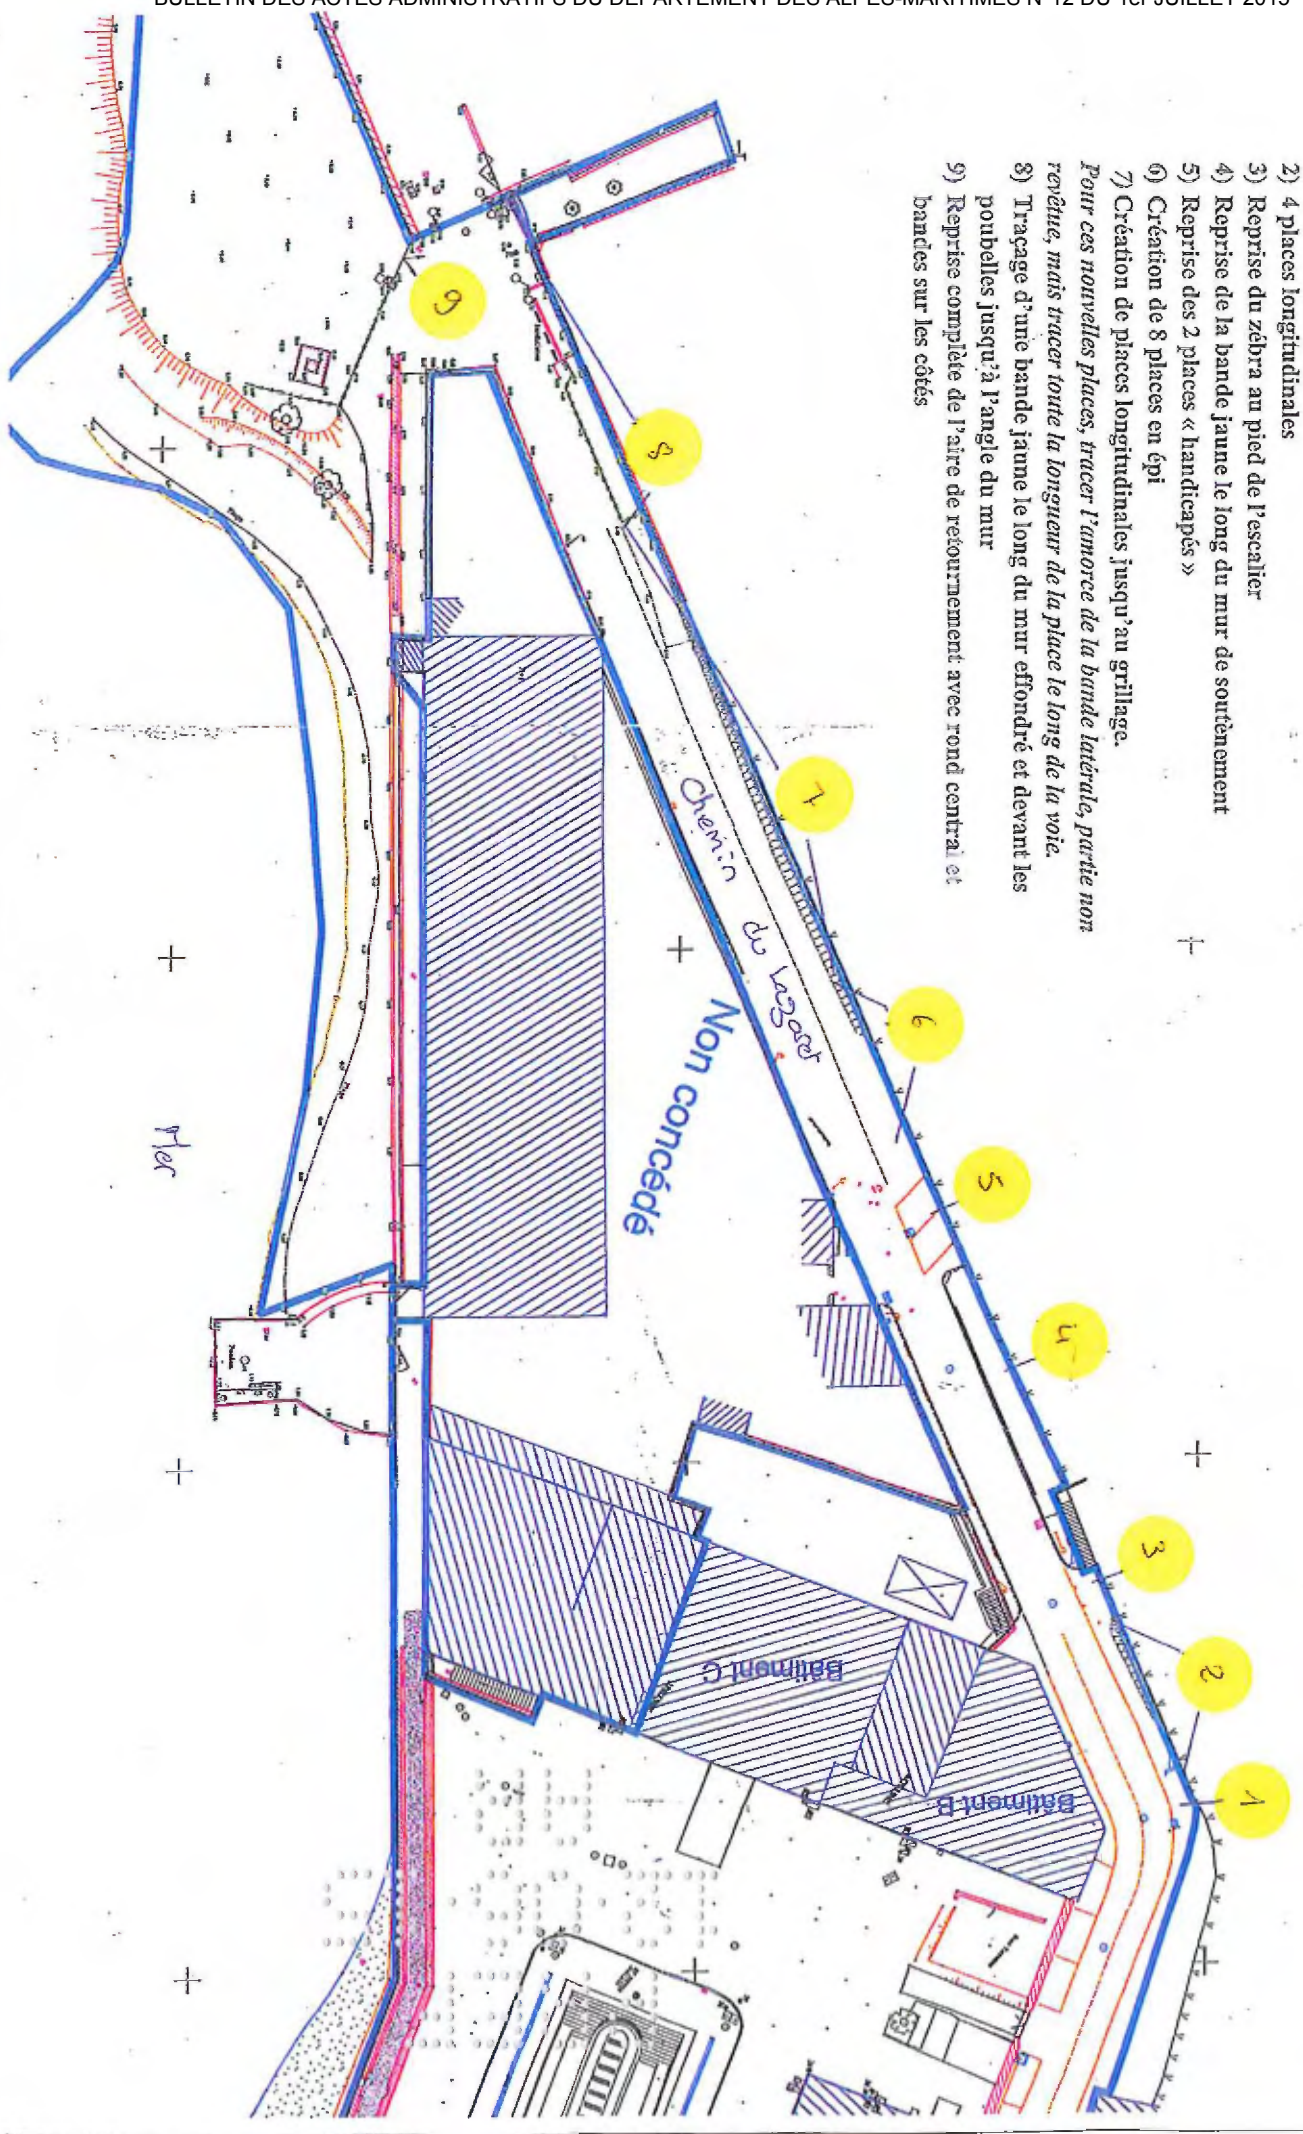 BULLETIN DES ACTES ADMINISTRATIFS DU DEPARTEMENT DES ALPES-MARITIMES N°12 DU 1er JUILLET 2015
2) 4 places longitudinales
3) Reprise du zébra au pied de l'escalier
4) Reprise de la bande jaune le long du mur de soutènement
5) Reprise des 2 places « handicapés »
6) Création de 8 places en épi
7) Création de places longitudinales jusqu'au grillage.
Pour ces nouvelles places, tracer l'amorce de la bande latérale, partie non
revêtue, mais tracer toute la longueur de la place le long de la voie.
8) Traçage d'une bande jaune le long du mur effondré et devant les
poubelles jusqu'à l'angle du mur
9) Reprise complète de l'aire de retournement avec rond central et
bandes sur les côtés
9
8
7
6
5
4
3
2
1
Chemin du Lazaret
Non concédé
Mer
Bâtiment C
Bâtiment B